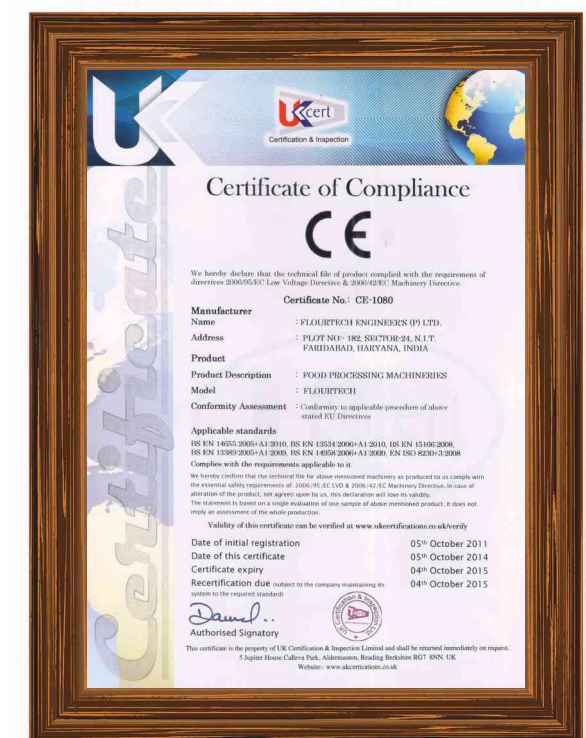 UK
UKcert
Certification & Inspection
Certificate
Certificate of Compliance
CE
We hereby declare that the technical file of product complied with the requirement of
directives 2006/95/EC Low Voltage Directive & 2006/42/EC Machinery Directive.
Certificate No.: CE-1080
Manufacturer
Name : FLOURTECH ENGINEER'S (P) LTD.
Address : PLOT NO:- 182, SECTOR-24, N.I.T.
FARIDABAD, HARYANA, INDIA
Product
Product Description : FOOD PROCESSING MACHINERIES
Model : FLOURTECH
Conformity Assessment : Conformity to applicable procedure of above
stated EU Directives
Applicable standards
BS EN 14655:2005+A1:2010, BS EN 13534:2006+A1:2010, BS EN 15166:2008,
BS EN 13389:2005+A1:2009, BS EN 14958:2006+A1:2009, EN ISO 8230+3:2008
Complies with the requirements applicable to it
We hereby confirm that the technical file for above mentioned machinery as produced to us comply with
the essential safety requirements of: 2006/95/EC LVD & 2006/42/EC Machinery Directive. In case of
alteration of the product, not agreed upon by us, this declaration will lose its validity.
The statement is based on a single evaluation of one sample of above mentioned product. It does not
imply an assessment of the whole production.
Validity of this certificate can be verified at www.ukcertifications.co.uk/verify
Date of initial registration 05th October 2011
Date of this certificate 05th October 2014
Certificate expiry 04th October 2015
Recertification due (subject to the company maintaining its 04th October 2015
system to the required standard)
Authorised Signatory
UK Certification & Inspection Ltd
This certificate is the property of UK Certification & Inspection Limited and shall be returned immediately on request.
5 Jupiter House Calleva Park, Aldermaston, Reading Berkshire RG7 8NN. UK
Website:- www.ukcertications.co.uk